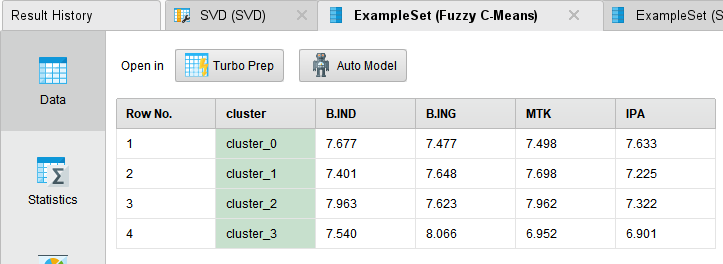 Result History SVD (SVD) ExampleSet (Fuzzy C-Means) ExampleSet (S
Open in Turbo Prep Auto Model
Data
Statistics
Row No. cluster B.IND B.ING MTK IPA
1 cluster_0 7.677 7.477 7.498 7.633
2 cluster_1 7.401 7.648 7.698 7.225
3 cluster_2 7.963 7.623 7.962 7.322
4 cluster_3 7.540 8.066 6.952 6.901